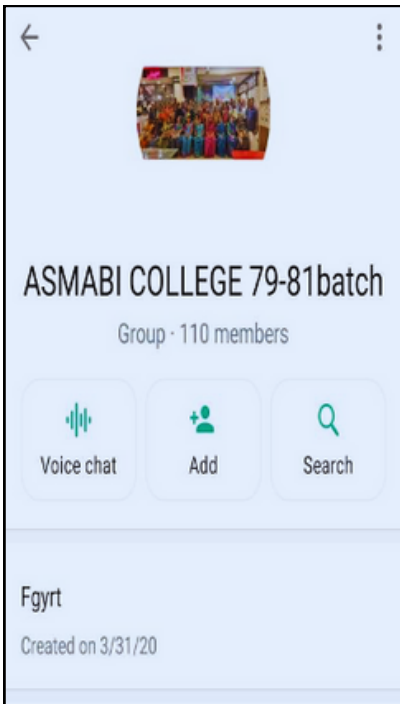 ASMABI COLLEGE 79-81batch
Group · 110 members
Voice chat
Add
Search
Fgyrt
Created on 3/31/20